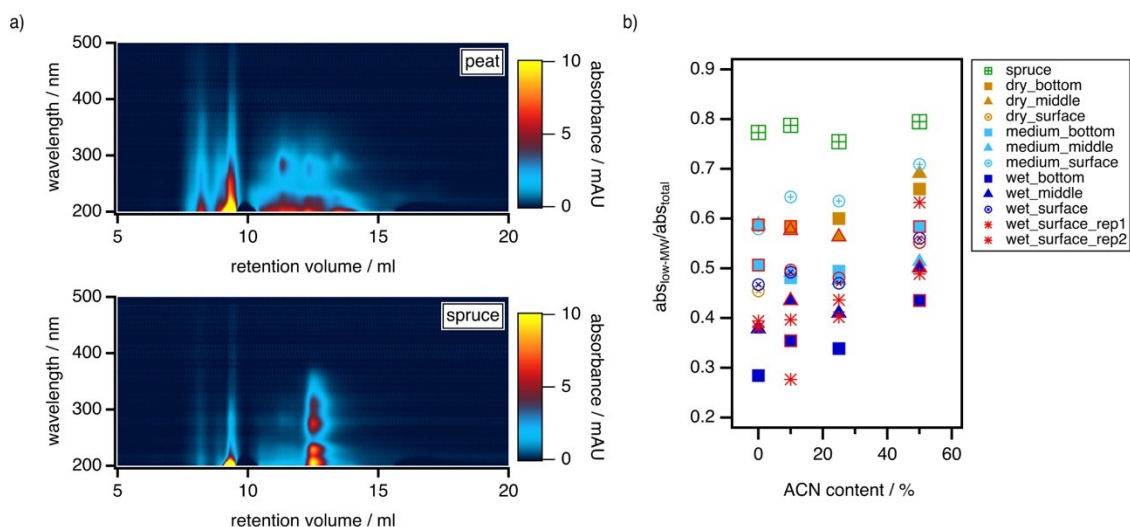 a)
500
400
300
200
wavelength / nm
peat
5
10
15
20
retention volume / ml
10
5
0
absorbance / mAU
500
400
300
200
wavelength / nm
spruce
5
10
15
20
retention volume / ml
10
5
0
absorbance / mAU
b)
0.9
0.8
0.7
0.6
0.5
0.4
0.3
0.2
abslow-MW/abstotal
0
20
40
60
ACN content / %
spruce
dry_bottom
dry_middle
dry_surface
medium_bottom
medium_middle
medium_surface
wet_bottom
wet_middle
wet_surface
wet_surface_rep1
wet_surface_rep2